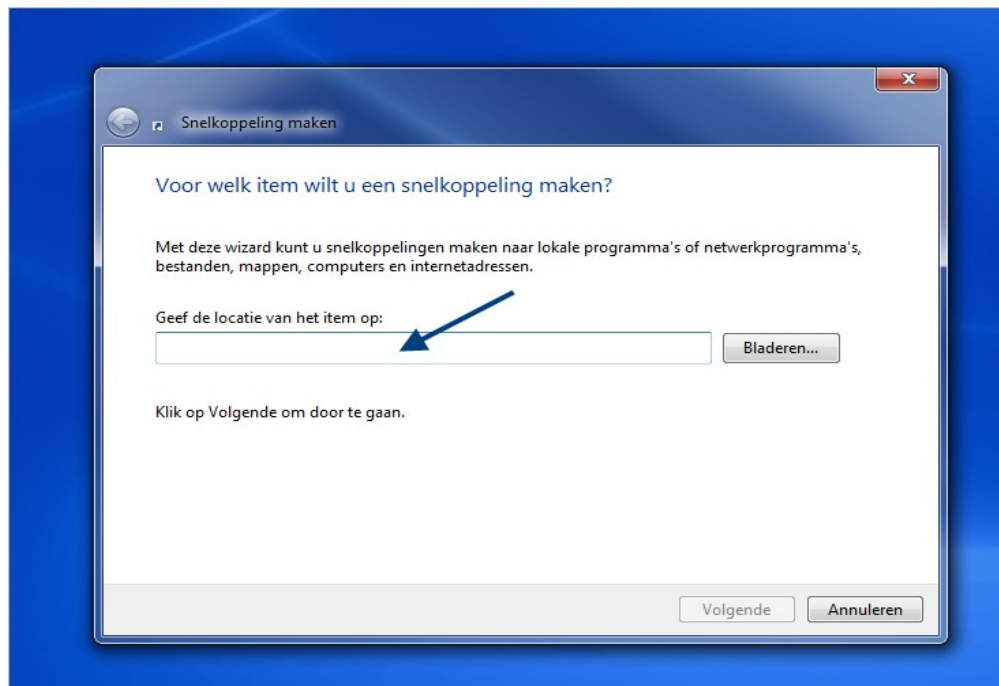 Snelkoppeling maken
Voor welk item wilt u een snelkoppeling maken?
Met deze wizard kunt u snelkoppelingen maken naar lokale programma's of netwerkprogramma's,
bestanden, mappen, computers en internetadressen.
Geef de locatie van het item op:
Bladeren...
Klik op Volgende om door te gaan.
Volgende
Annuleren